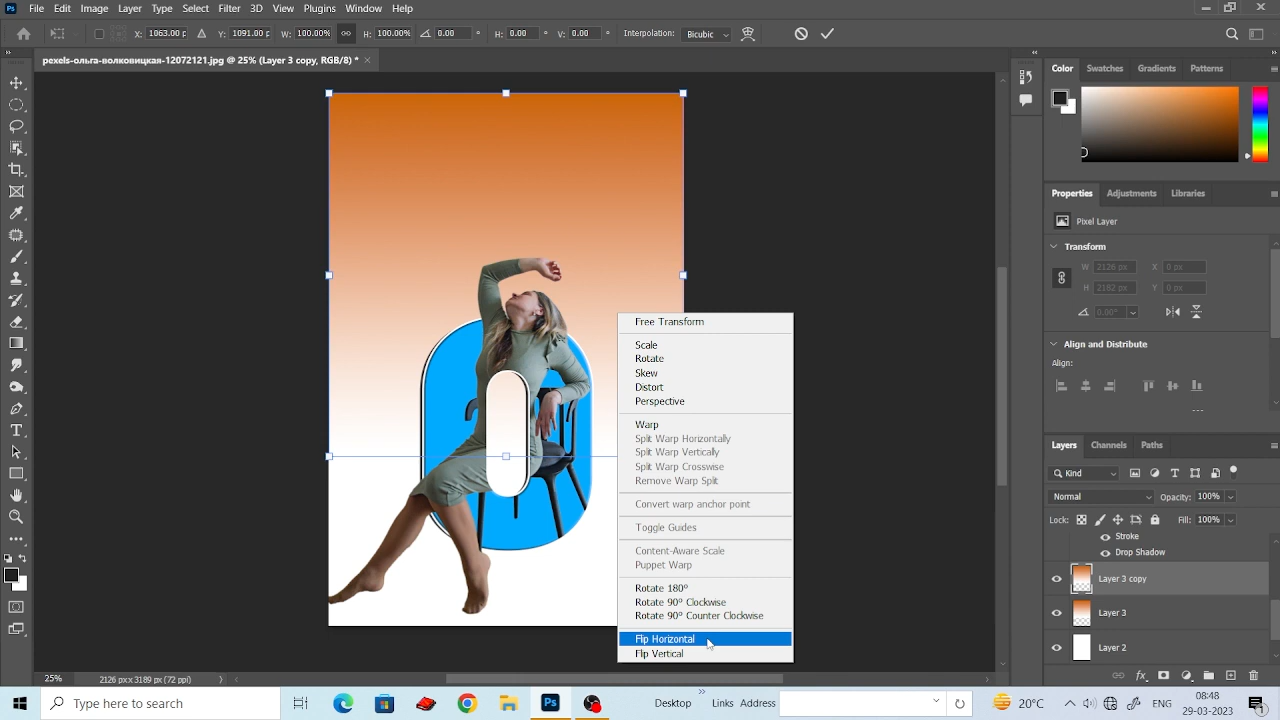 Ps File Edit Image Layer Type Select Filter 3D View Plugins Window Help
X: 1063.00 p Y: 1091.00 p W: 100.00% H: 100.00% 0.00 ° H: 0.00 ° V: 0.00 ° Interpolation: Bicubic
pexels-ольга-волковицкая-12072121.jpg @ 25% (Layer 3 copy, RGB/8) * ×
Color Swatches Gradients Patterns
Properties Adjustments Libraries
Pixel Layer
Transform
W 2126 px X 0 px
H 2182 px Y 0 px
0.00°
Align and Distribute
Align:
Free Transform
Scale
Rotate
Skew
Distort
Perspective
Warp
Split Warp Horizontally
Split Warp Vertically
Split Warp Crosswise
Remove Warp Split
Convert warp anchor point
Toggle Guides
Content-Aware Scale
Puppet Warp
Rotate 180°
Rotate 90° Clockwise
Rotate 90° Counter Clockwise
Flip Horizontal
Flip Vertical
Layers Channels Paths
Kind
Normal Opacity: 100%
Lock: Fill: 100%
Stroke
Drop Shadow
Layer 3 copy
Layer 3
Layer 2
fx
25% 2126 px x 3189 px (72 ppi)
Type here to search
Ps
Desktop Link Address
20°C ENG
08:48
29-03-2023